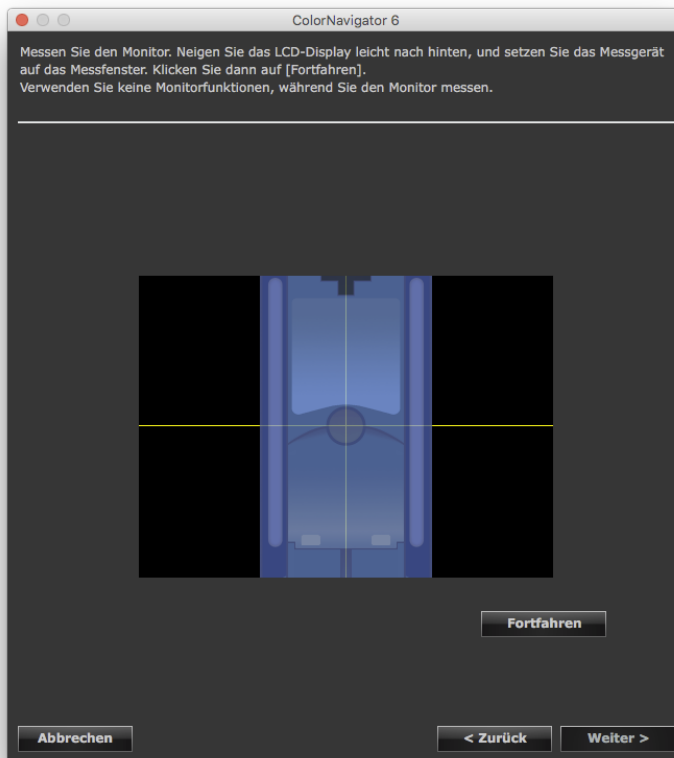 ColorNavigator 6
Messen Sie den Monitor. Neigen Sie das LCD-Display leicht nach hinten, und setzen Sie das Messgerät
auf das Messfenster. Klicken Sie dann auf [Fortfahren].
Verwenden Sie keine Monitorfunktionen, während Sie den Monitor messen.
Fortfahren
Abbrechen
< Zurück
Weiter >